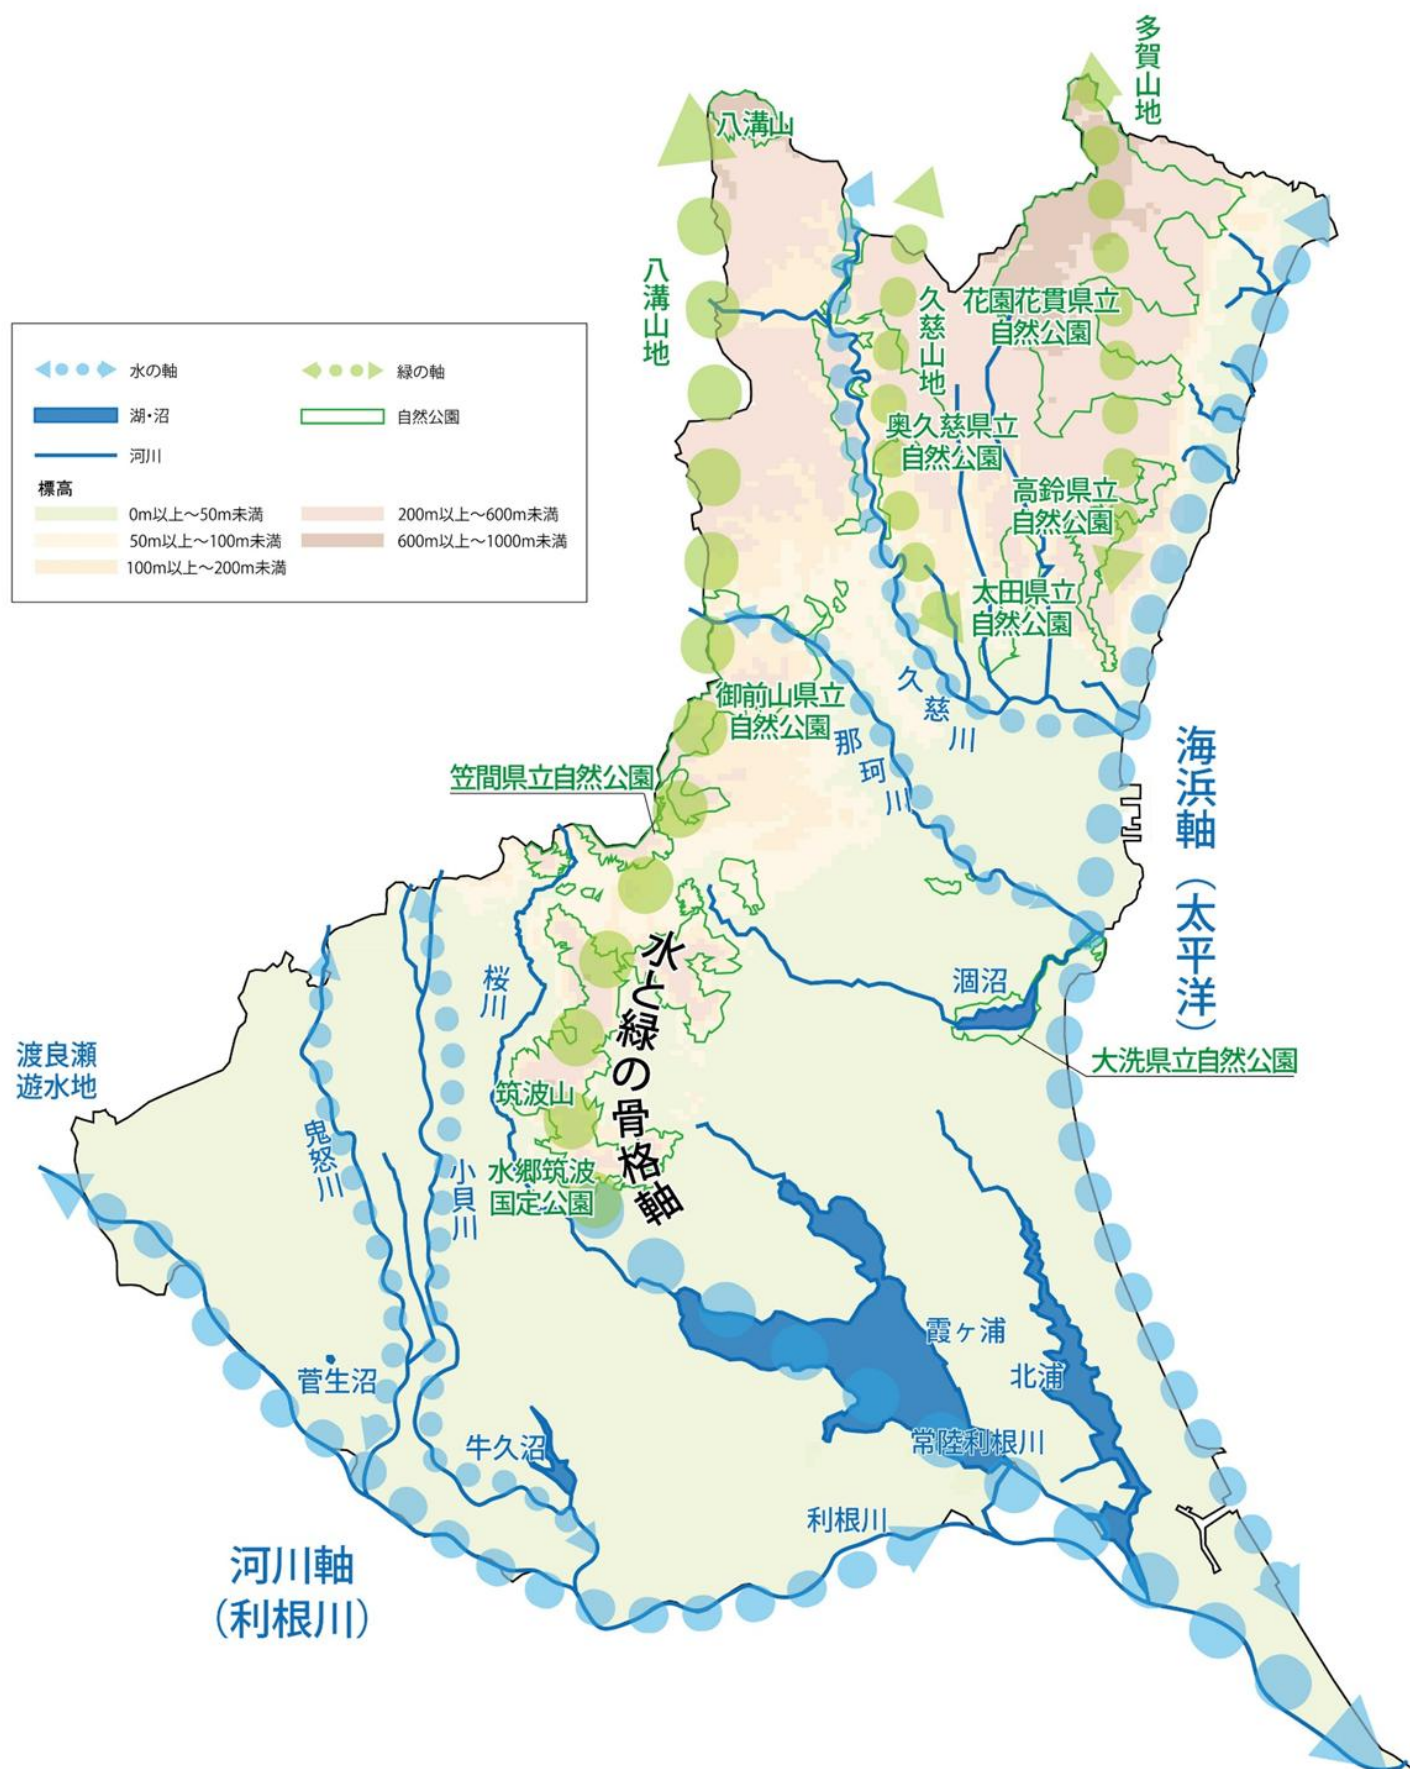 多賀山地
八溝山
八溝山地
久慈山地
花園花貫県立
自然公園
水の軸
緑の軸
湖・沼
自然公園
河川
標高
0m以上～50m未満
200m以上～600m未満
50m以上～100m未満
600m以上～1000m未満
100m以上～200m未満
奥久慈県立
自然公園
高鈴県立
自然公園
太田県立
自然公園
御前山県立
自然公園
久慈川
那珂川
笠間県立自然公園
海浜軸（太平洋）
水と緑の骨格軸
桜川
涸沼
大洗県立自然公園
渡良瀬
遊水地
筑波山
鬼怒川
小貝川
水郷筑波
国定公園
霞ヶ浦
北浦
菅生沼
牛久沼
常陸利根川
利根川
河川軸
（利根川）